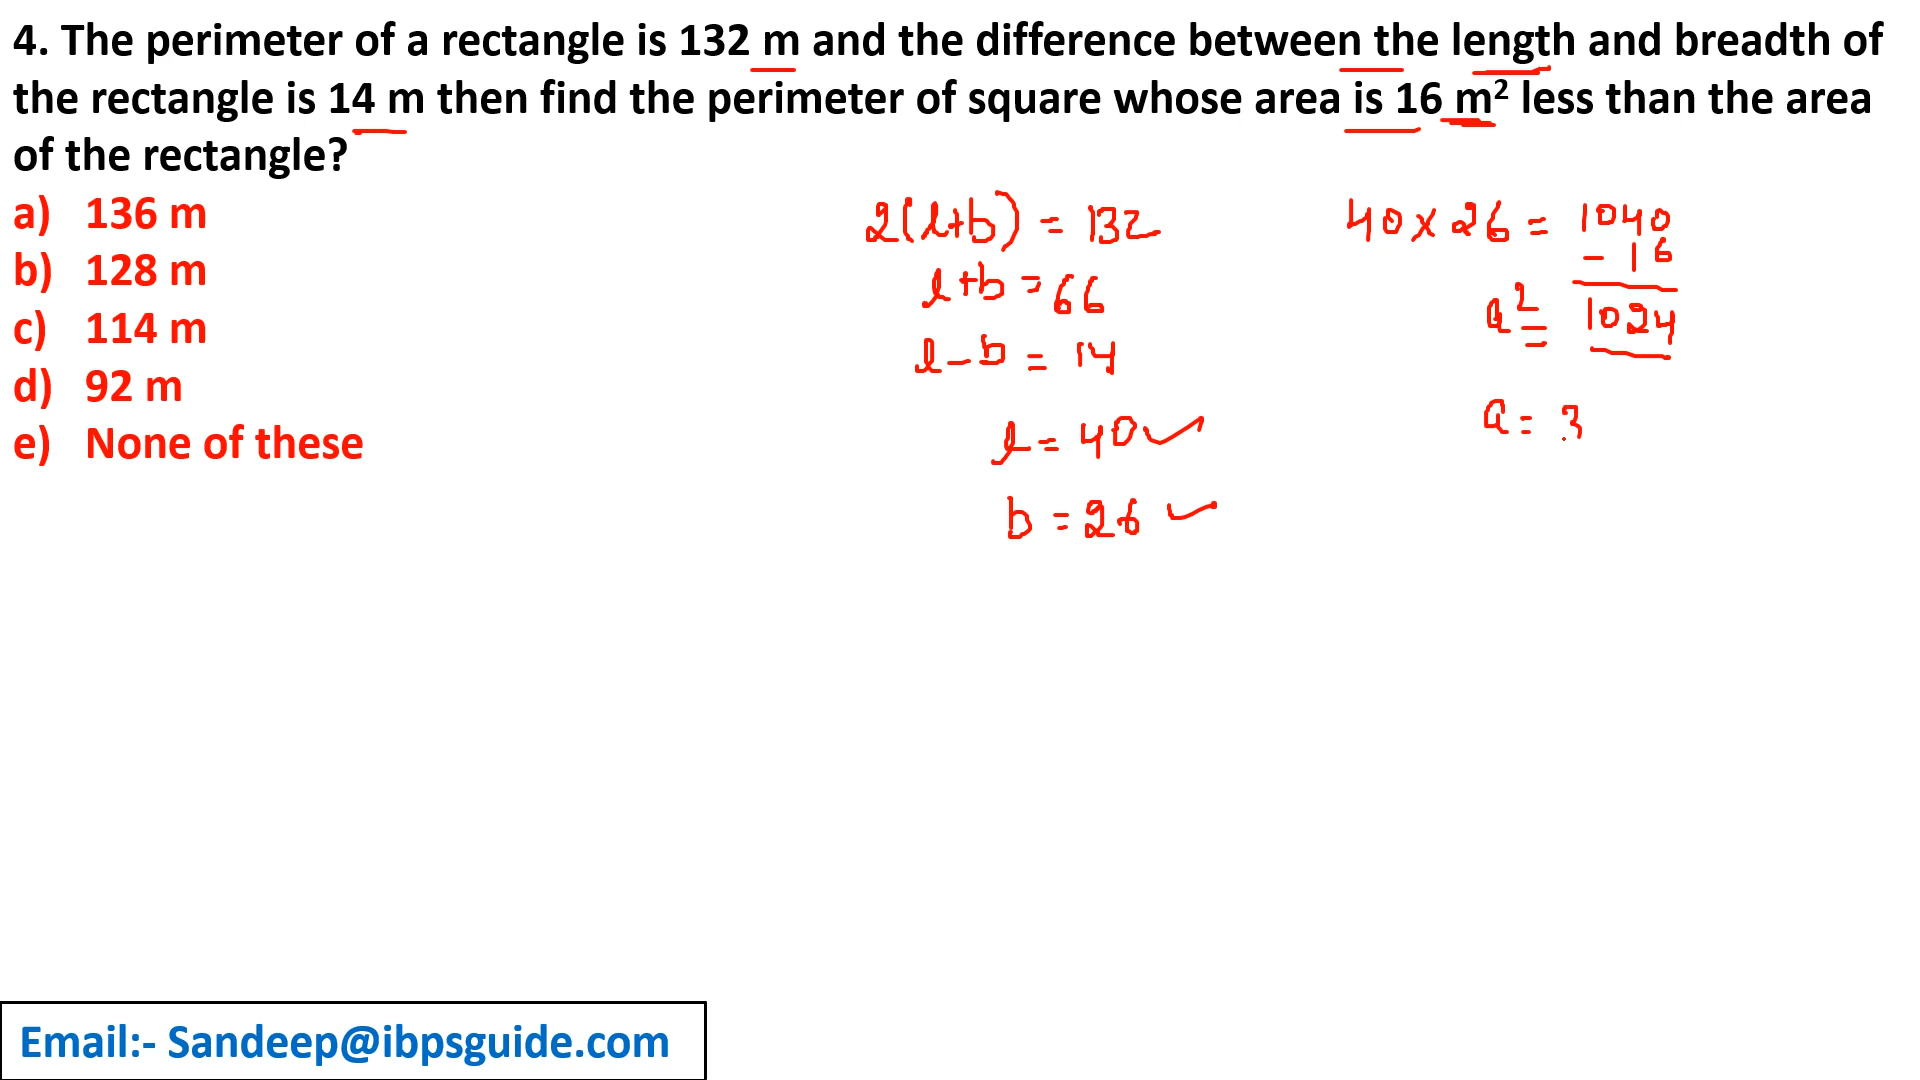 4. The perimeter of a rectangle is 132 m and the difference between the length and breadth of
the rectangle is 14 m then find the perimeter of square whose area is 16 m² less than the area
of the rectangle?
a) 136 m
b) 128 m
c) 114 m
d) 92 m
e) None of these
2(l+b) = 132
l+b = 66
l-b = 14
l = 40
b = 26
40 x 26 = 1040
- 16
a² = 1024
a = 3
Email:- Sandeep@ibpsguide.com